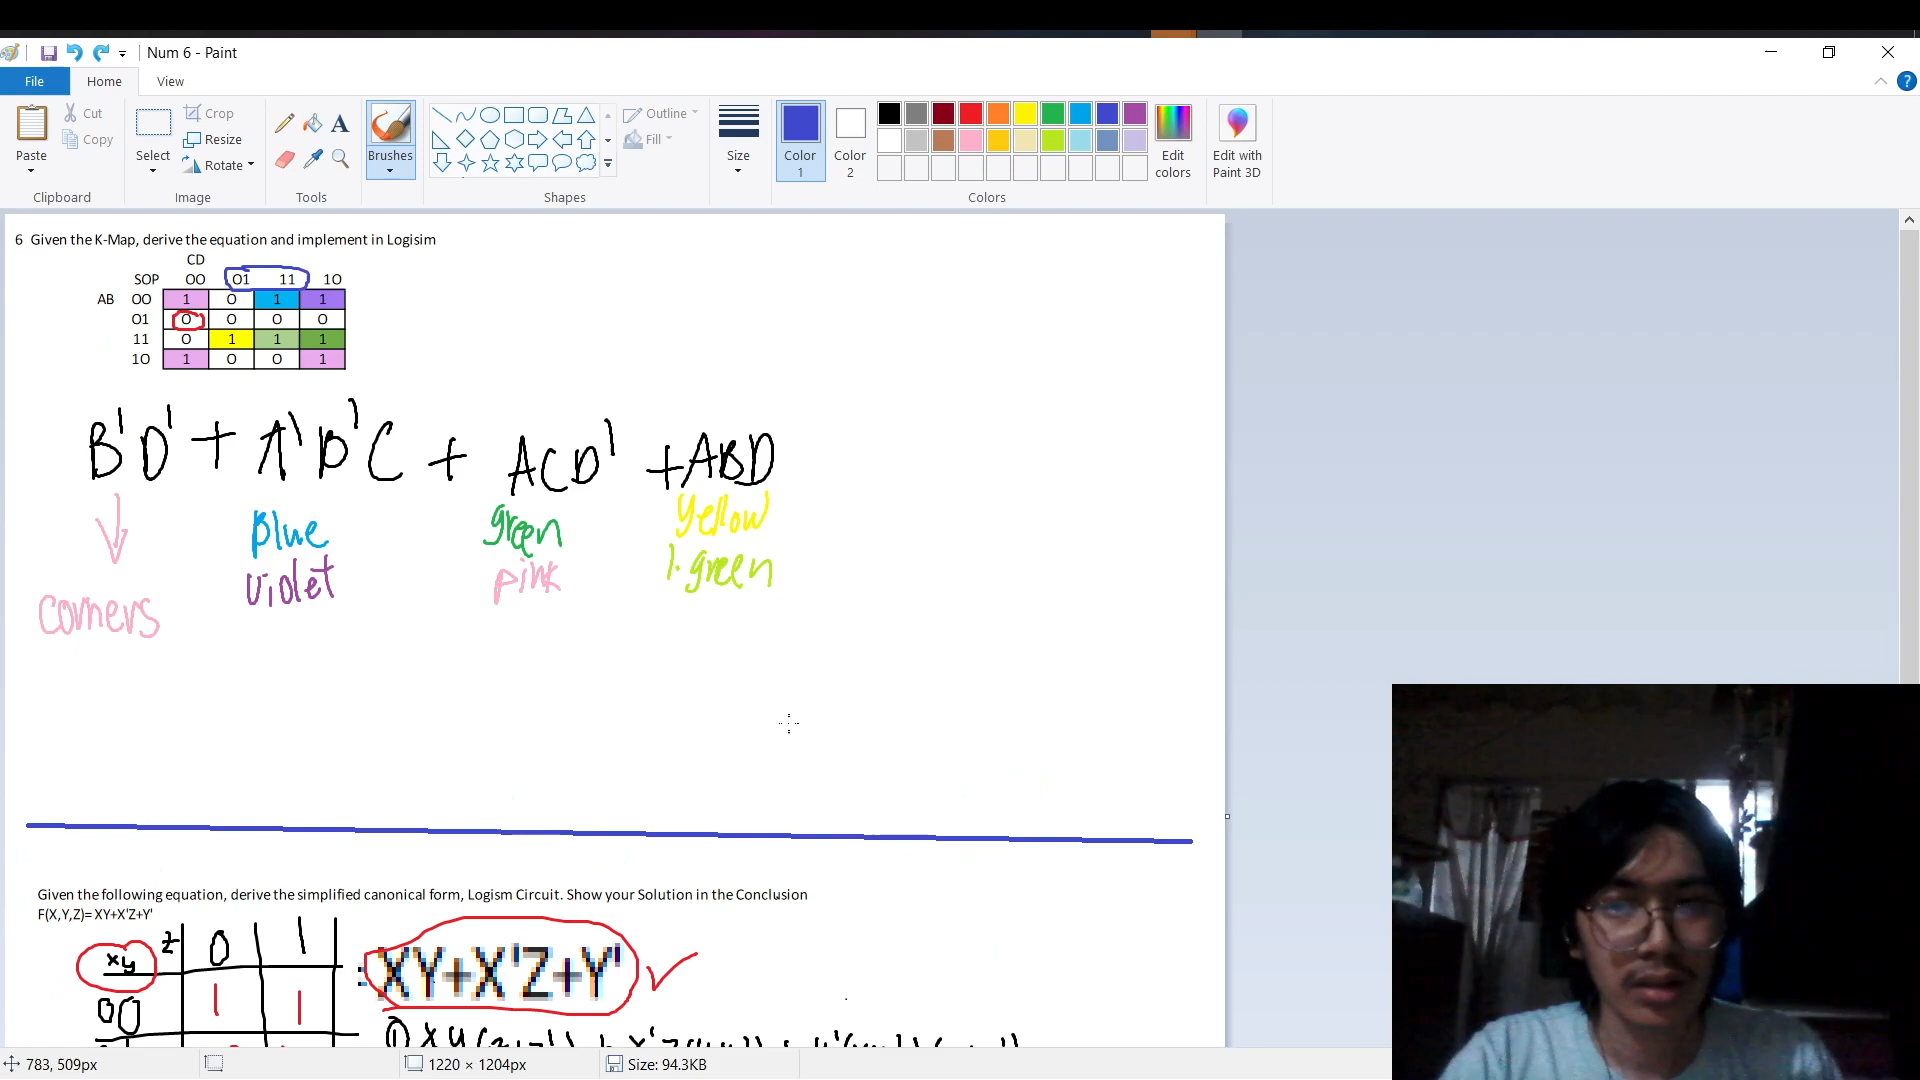 Num 6 - Paint
File Home View
Paste
Cut
Copy
Clipboard
Select
Crop
Resize
Rotate
Image
A
Tools
Brushes
Outline
Fill
Shapes
Size
Color 1
Color 2
Edit colors
Colors
Edit with Paint 3D
?
6 Given the K-Map, derive the equation and implement in Logisim
CD
SOP 00 01 11 10
AB 00 1 0 1 1
01 0 0 0 0
11 0 1 1 1
10 1 0 0 1
B'D' + A'B'C + ACD' + ABD
Blue green Yellow
violet pink l.green
corners
Given the following equation, derive the simplified canonical form, Logism Circuit. Show your Solution in the Conclusion
F(X,Y,Z)= XY+X'Z+Y'
xy z 0 1
= XY+X'Z+Y'
00 1 1
783, 509px
1220 × 1204px
Size: 94.3KB